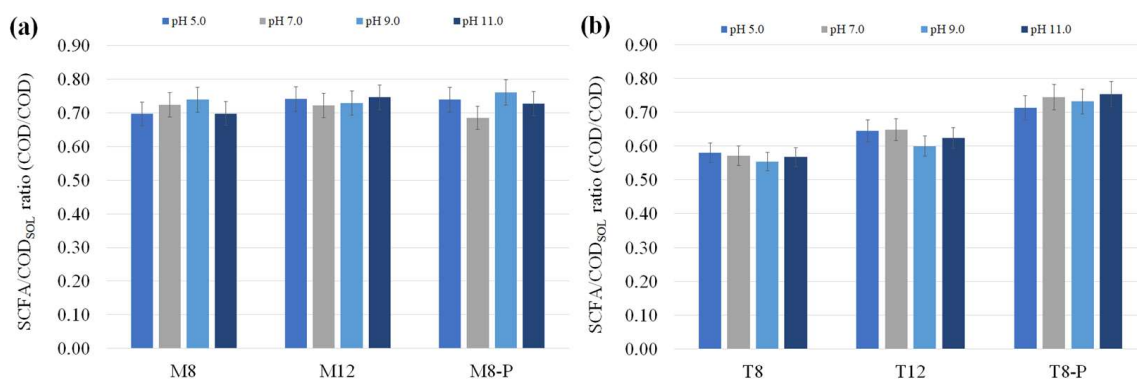 (a)
pH 5.0 pH 7.0 pH 9.0 pH 11.0
SCFA/COD_SOL ratio (COD/COD)
0.90
0.80
0.70
0.60
0.50
0.40
0.30
0.20
0.10
0.00
M8 M12 M8-P
(b)
pH 5.0 pH 7.0 pH 9.0 pH 11.0
SCFA/COD_SOL ratio (COD/COD)
0.90
0.80
0.70
0.60
0.50
0.40
0.30
0.20
0.10
0.00
T8 T12 T8-P